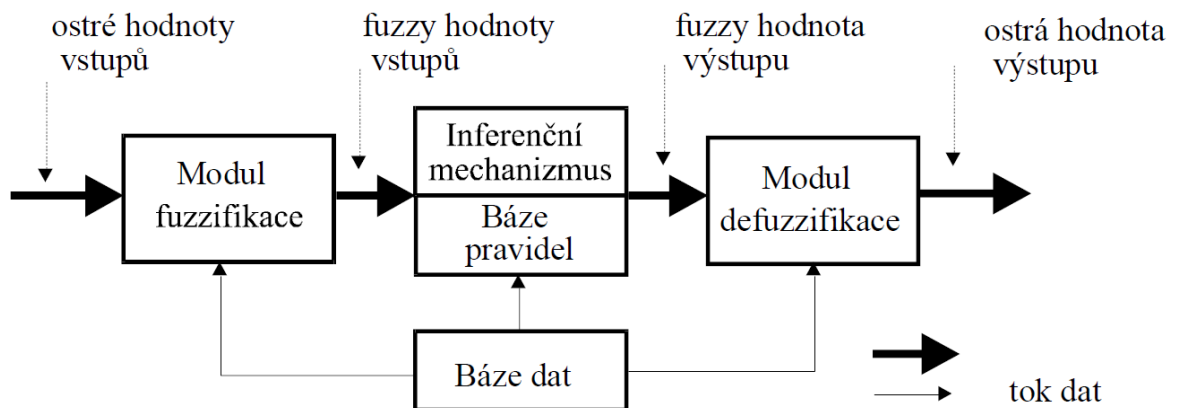 ostré hodnoty
vstupů
fuzzy hodnoty
vstupů
fuzzy hodnota
výstupu
ostrá hodnota
výstupu
Modul
fuzzifikace
Inferenční
mechanizmus
Báze
pravidel
Modul
defuzzifikace
Báze dat
tok dat